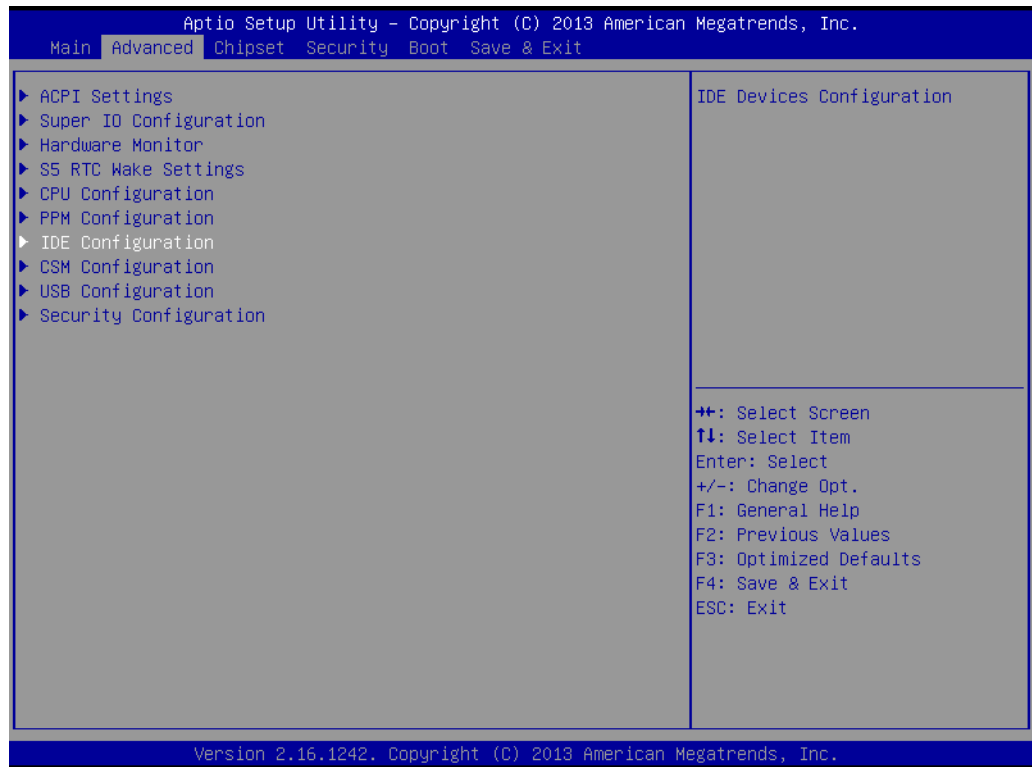 Aptio Setup Utility – Copyright (C) 2013 American Megatrends, Inc.
Main Advanced Chipset Security Boot Save & Exit
▶ ACPI Settings
▶ Super IO Configuration
▶ Hardware Monitor
▶ S5 RTC Wake Settings
▶ CPU Configuration
▶ PPM Configuration
▶ IDE Configuration
▶ CSM Configuration
▶ USB Configuration
▶ Security Configuration
IDE Devices Configuration
→←: Select Screen
↑↓: Select Item
Enter: Select
+/-: Change Opt.
F1: General Help
F2: Previous Values
F3: Optimized Defaults
F4: Save & Exit
ESC: Exit
Version 2.16.1242. Copyright (C) 2013 American Megatrends, Inc.